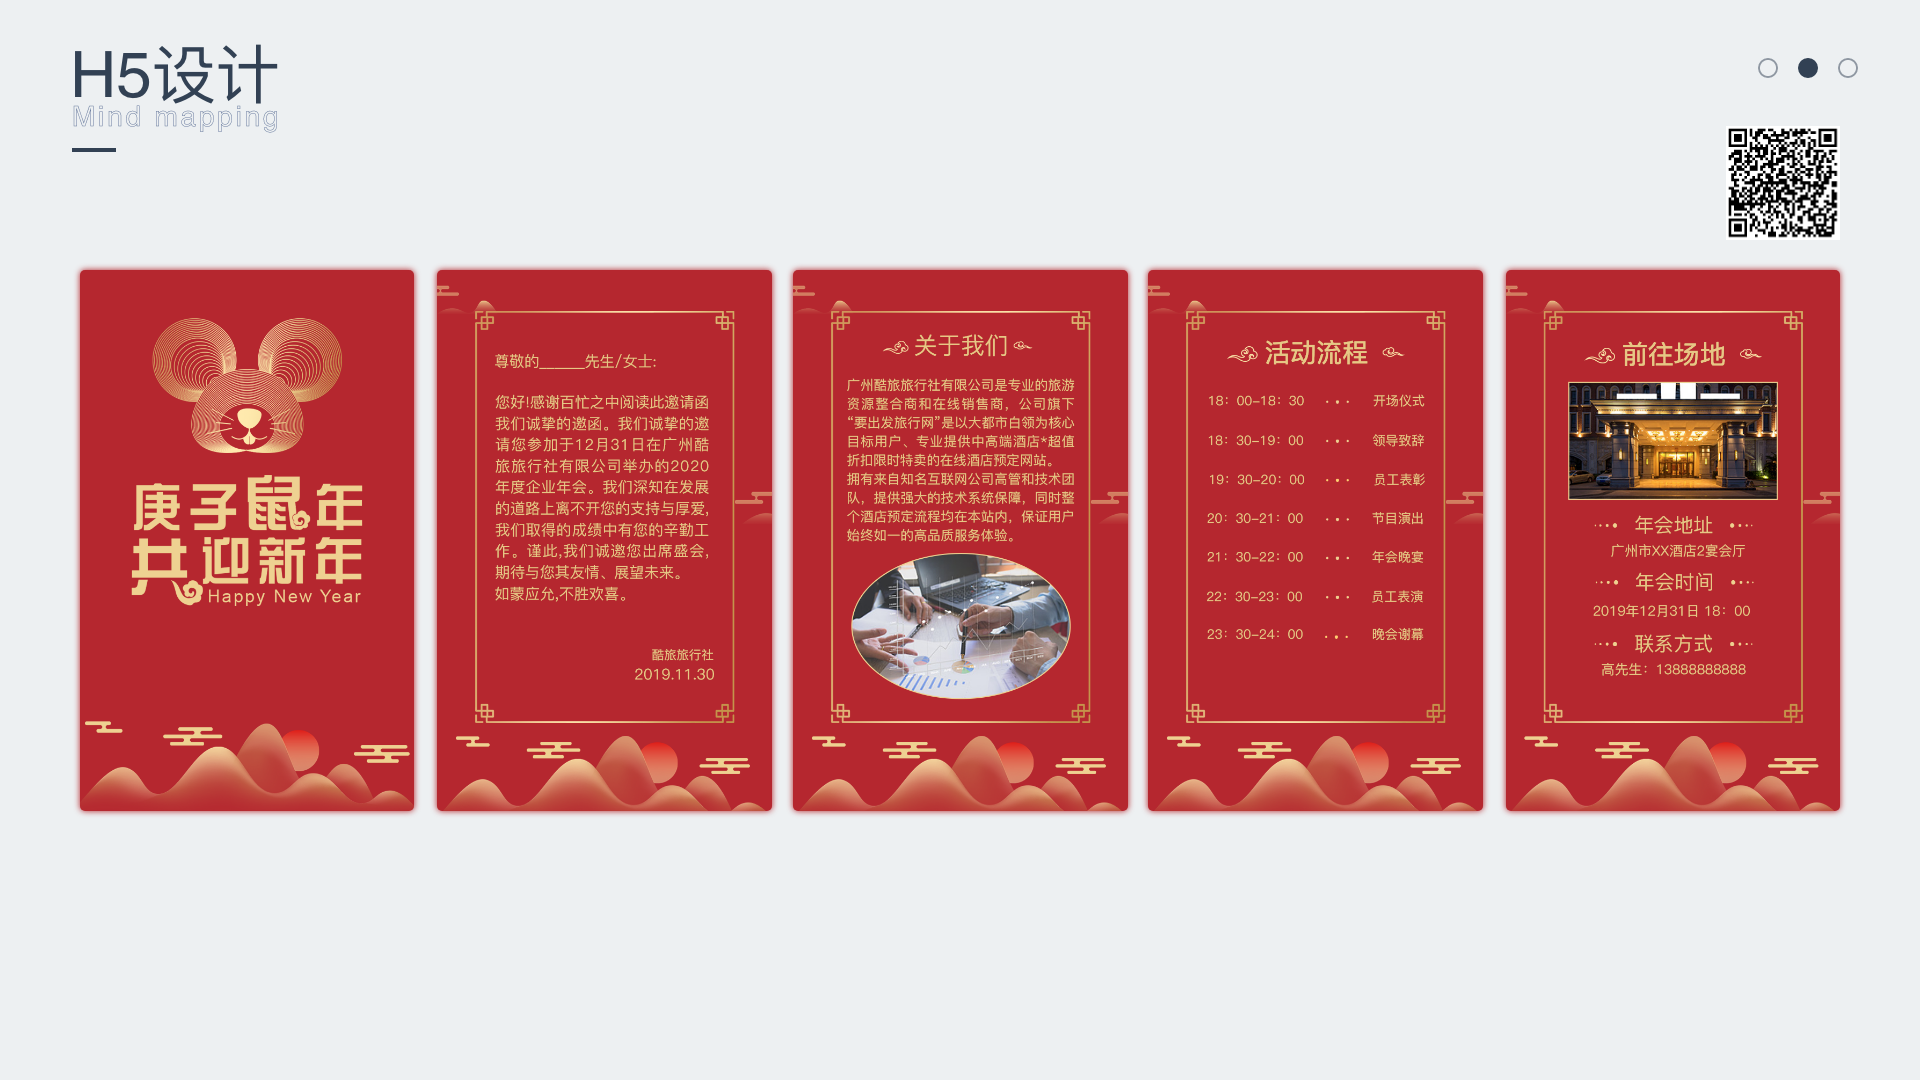 H5设计
Mind mapping
庚子鼠年
共迎新年
Happy New Year
尊敬的______先生/女士:
您好!感谢百忙之中阅读此邀请函
我们诚挚的邀函。我们诚挚的邀
请您参加于12月31日在广州酷
旅旅行社有限公司举办的2020
年度企业年会。我们深知在发展
的道路上离不开您的支持与厚爱,
我们取得的成绩中有您的辛勤工
作。谨此,我们诚邀您出席盛会,
期待与您其友情、展望未来。
如蒙应允,不胜欢喜。
酷旅旅行社
2019.11.30
关于我们
广州酷旅旅行社有限公司是专业的旅游
资源整合商和在线销售商，公司旗下
“要出发旅行网”是以大都市白领为核心
目标用户、专业提供中高端酒店*超值
折扣限时特卖的在线酒店预定网站。
拥有来自知名互联网公司高管和技术团
队，提供强大的技术系统保障，同时整
个酒店预定流程均在本站内，保证用户
始终如一的高品质服务体验。
活动流程
18：00-18：30 • • • 开场仪式
18：30-19：00 • • • 领导致辞
19：30-20：00 • • • 员工表彰
20：30-21：00 • • • 节目演出
21：30-22：00 • • • 年会晚宴
22：30-23：00 • • • 员工表演
23：30-24：00 • • • 晚会谢幕
前往场地
年会地址
广州市XX酒店2宴会厅
年会时间
2019年12月31日 18：00
联系方式
高先生：13888888888